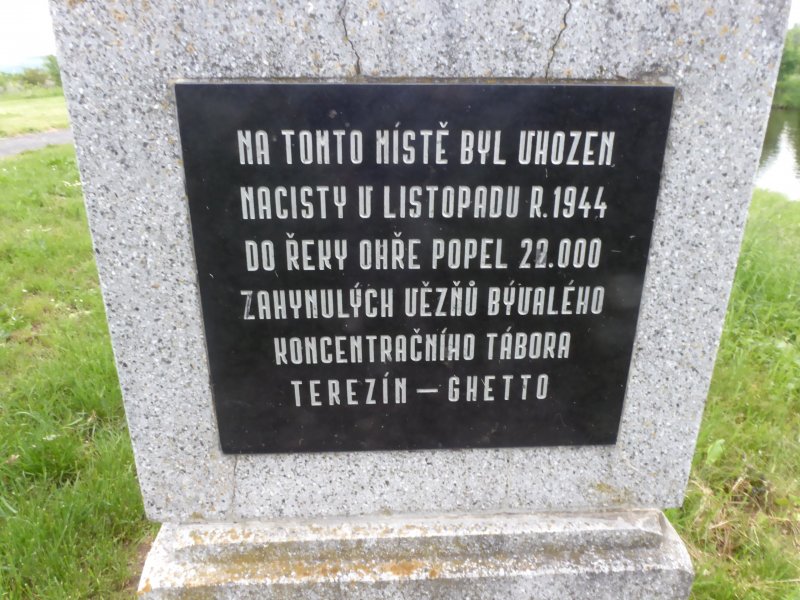 NA TOMTO MÍSTĚ BYL VHOZEN
NACISTY V LISTOPADU R.1944
DO ŘEKY OHŘE POPEL 22.000
ZAHYNULÝCH VĚZŇŮ BÝVALÉHO
KONCENTRAČNÍHO TÁBORA
TEREZÍN – GHETTO